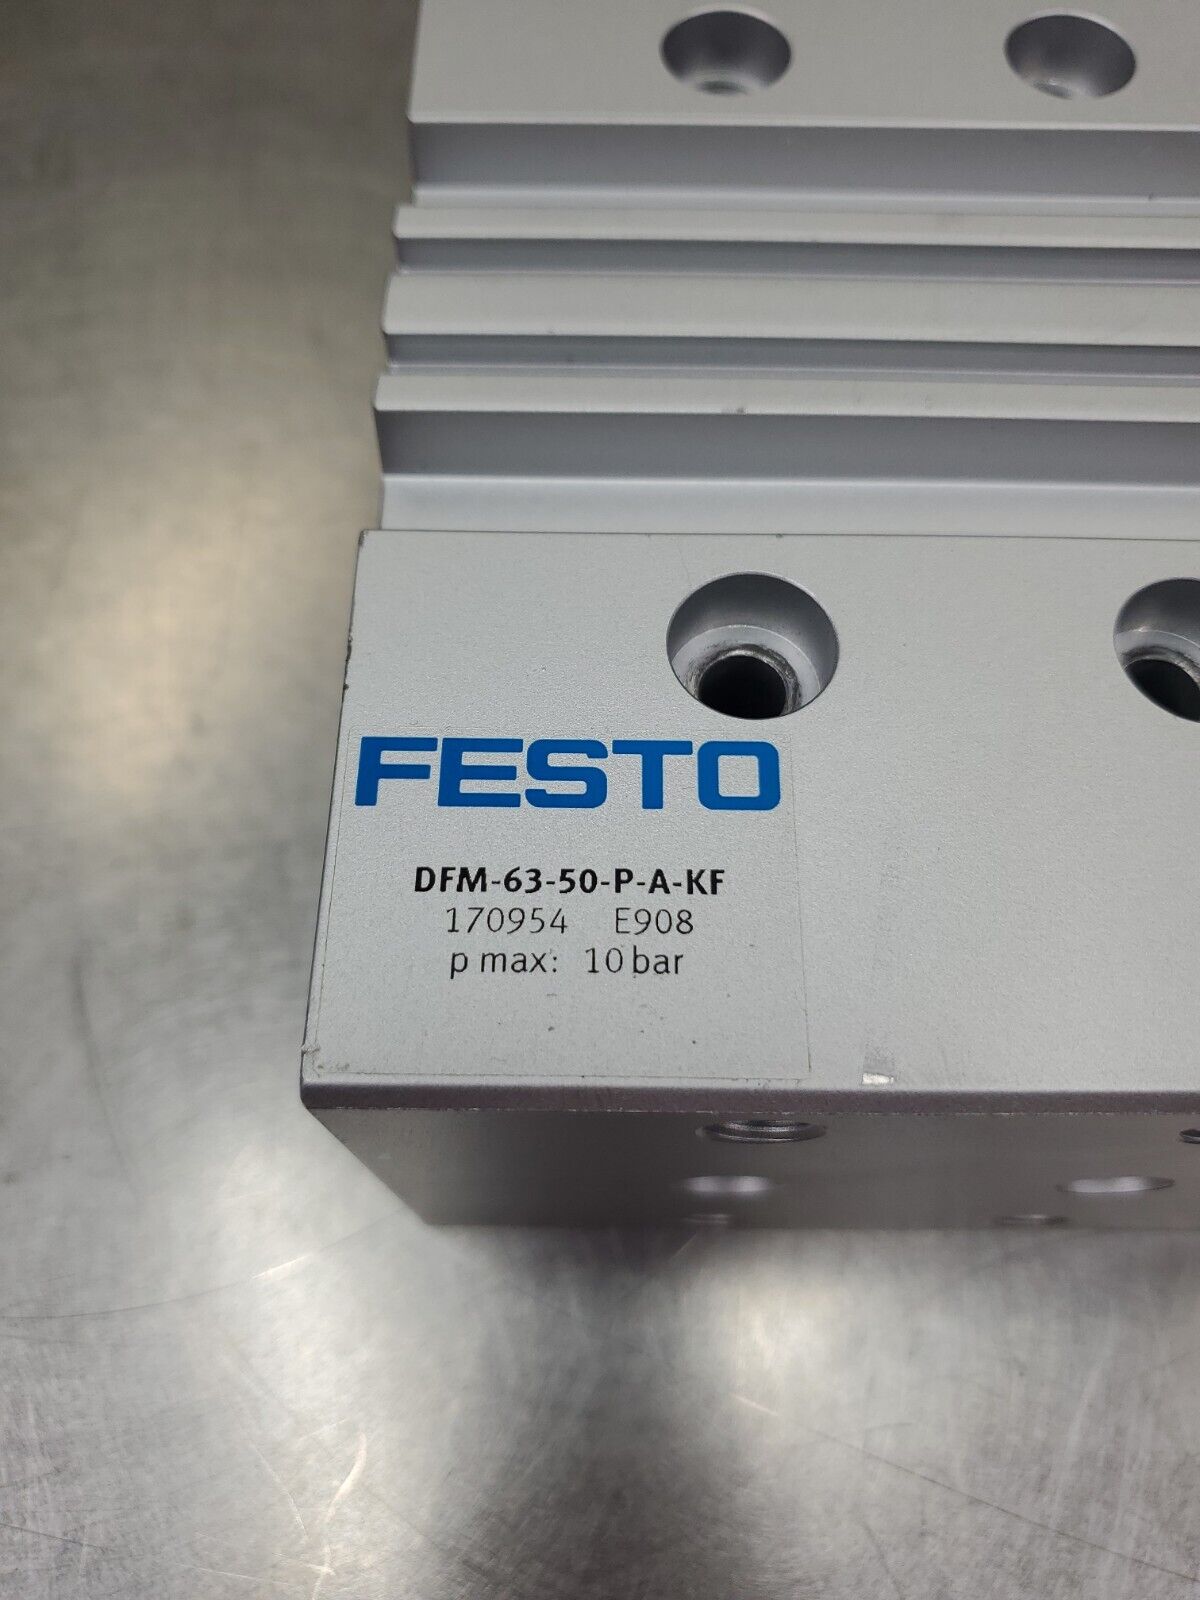 FESTO
DFM-63-50-P-A-KF
170954 E908
p max: 10 bar